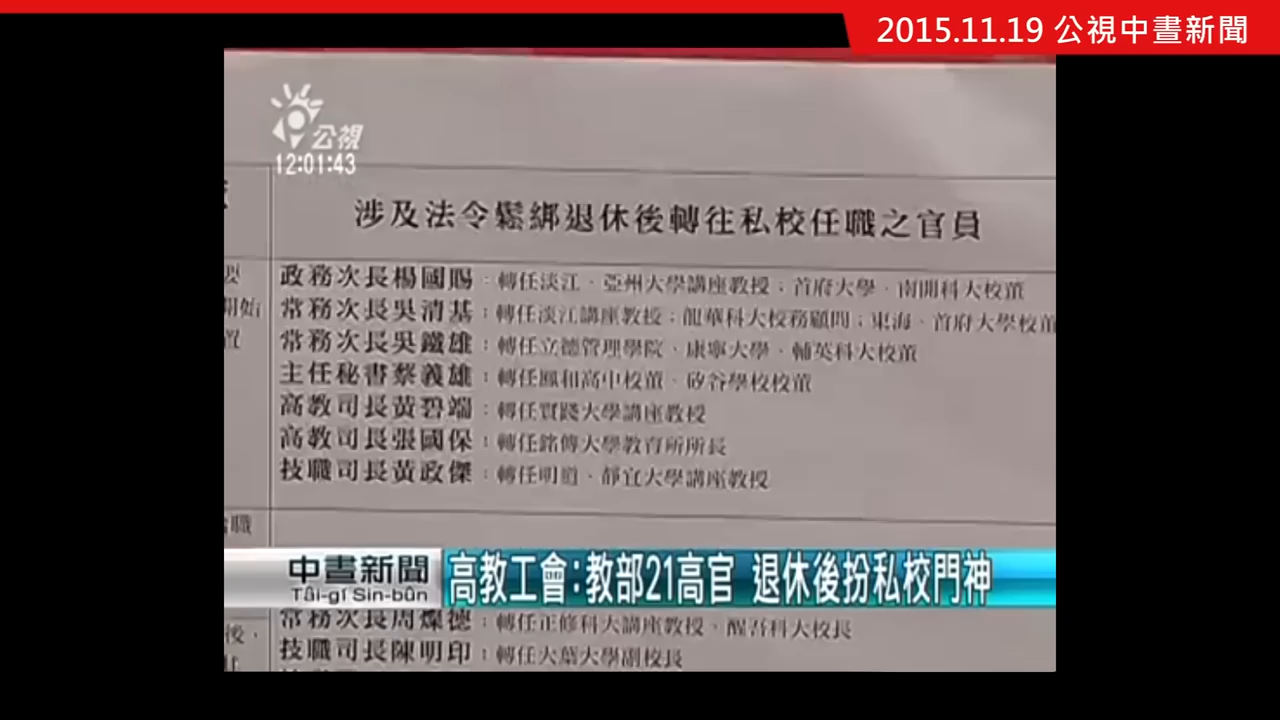 2015.11.19 公視中晝新聞
公視
12:01:43
涉及法令鬆綁退休後轉往私校任職之官員
政務次長楊國賜：轉任淡江、亞州大學講座教授；首府大學、南開科大校董
開始
常務次長吳清基：轉任淡江講座教授；龍華科大校務顧問；東海、首府大學校董
置
常務次長吳鐵雄：轉任立德管理學院、康寧大學、輔英科大校董
主任秘書蔡義雄：轉任鳳和高中校董、矽谷學校校董
高教司長黃碧端：轉任實踐大學講座教授
高教司長張國保：轉任銘傳大學教育所所長
技職司長黃政傑：轉任明道、靜宜大學講座教授
職
中晝新聞
Tâi-gí Sin-bûn
高教工會：教部21高官 退休後扮私校門神
常務次長周燦德：轉任正修科大講座教授、醒吾科大校長
後，
技職司長陳明印：轉任大葉大學副校長